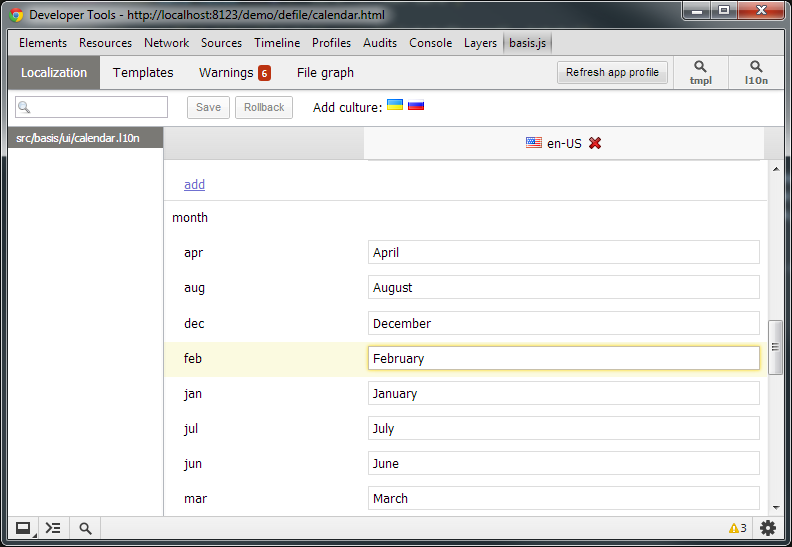 Developer Tools - http://localhost:8123/demo/defile/calendar.html
Elements Resources Network Sources Timeline Profiles Audits Console Layers basis.js
Localization Templates Warnings 6 File graph Refresh app profile tmpl l10n
Save Rollback Add culture:
src/basis/ui/calendar.l10n
en-US
add
month
apr April
aug August
dec December
feb February
jan January
jul July
jun June
mar March
3